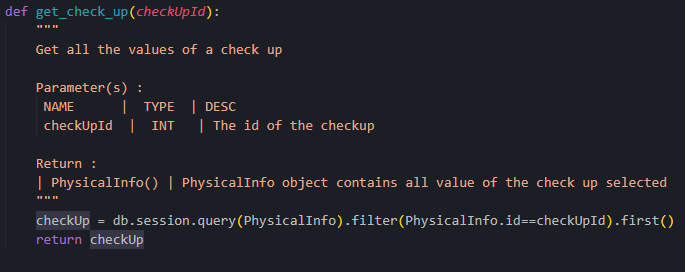 def get_check_up(checkUpId):
"""
Get all the values of a check up
Parameter(s) :
NAME | TYPE | DESC
checkUpId | INT | The id of the checkup
Return :
| PhysicalInfo() | PhysicalInfo object contains all value of the check up selected
"""
checkUp = db.session.query(PhysicalInfo).filter(PhysicalInfo.id==checkUpId).first()
return checkUp